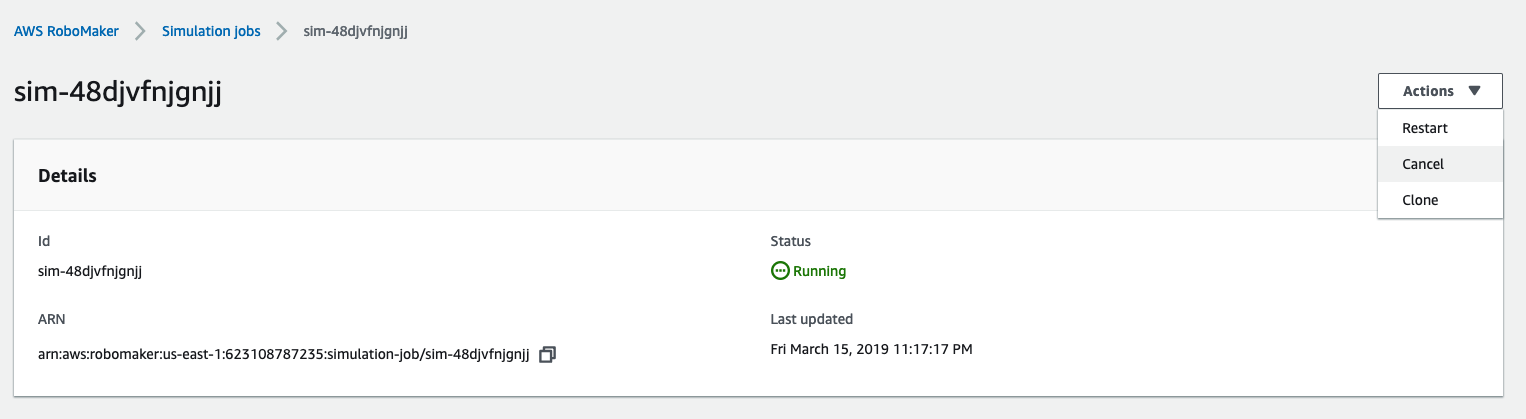 AWS RoboMaker Simulation jobs sim-48djvfnjgnjj
sim-48djvfnjgnjj
Actions
Restart
Cancel
Clone
Details
Id
sim-48djvfnjgnjj
Status
Running
ARN
arn:aws:robomaker:us-east-1:623108787235:simulation-job/sim-48djvfnjgnjj
Last updated
Fri March 15, 2019 11:17:17 PM